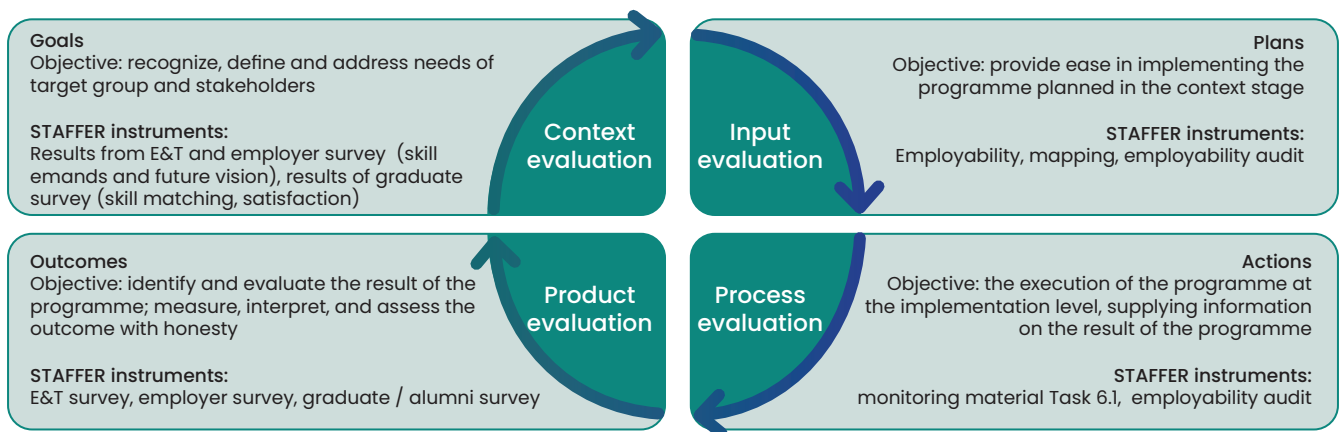 Goals
Objective: recognize, define and address needs of
target group and stakeholders
STAFFER instruments:
Results from E&T and employer survey (skill
emands and future vision), results of graduate
survey (skill matching, satisfaction)
Context
evaluation
Input
evaluation
Plans
Objective: provide ease in implementing the
programme planned in the context stage
STAFFER instruments:
Employability, mapping, employability audit
Outcomes
Objective: identify and evaluate the result of the
programme; measure, interpret, and assess the
outcome with honesty
STAFFER instruments:
E&T survey, employer survey, graduate / alumni survey
Product
evaluation
Process
evaluation
Actions
Objective: the execution of the programme at
the implementation level, supplying information
on the result of the programme
STAFFER instruments:
monitoring material Task 6.1, employability audit